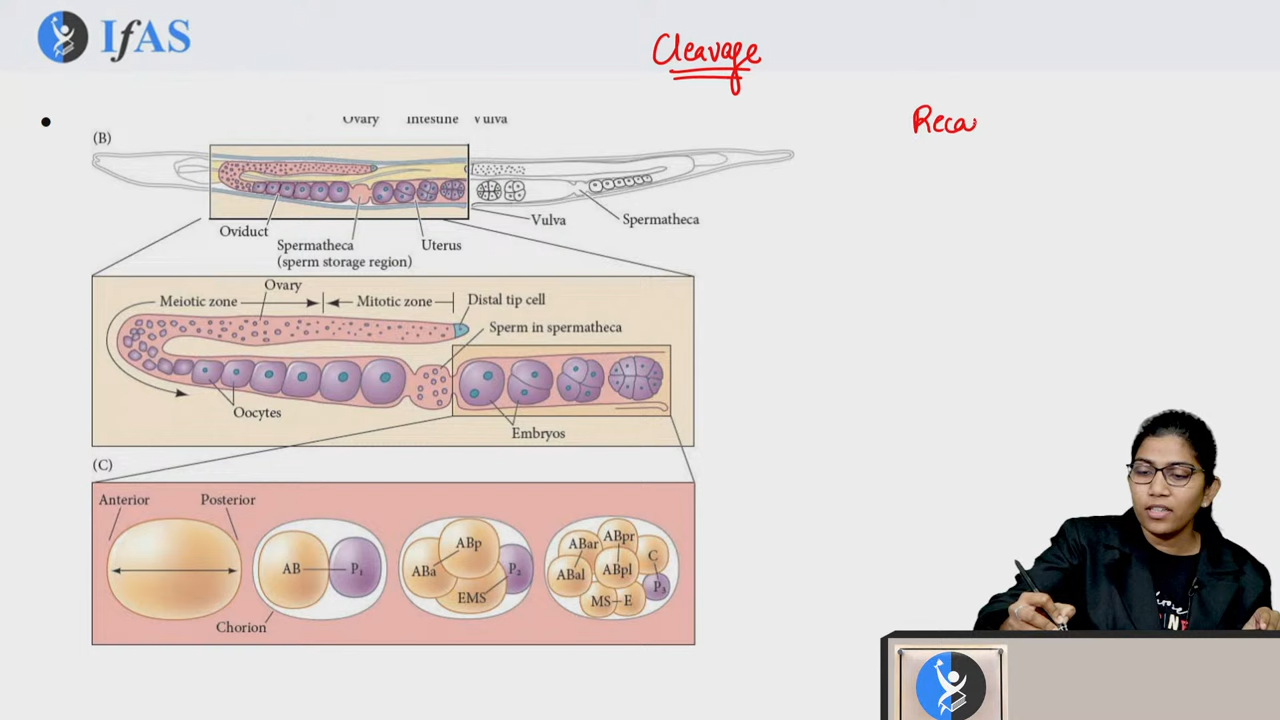 IfAS
Cleavage
Reca
•
(B)
Ovary Intestine Vulva
Oviduct
Spermatheca
(sperm storage region)
Uterus
Vulva
Spermatheca
Ovary
Meiotic zone
Mitotic zone
Distal tip cell
Sperm in spermatheca
Oocytes
Embryos
(C)
Anterior
Posterior
AB P₁
Chorion
ABp
ABa
P₂
EMS
ABpr
ABar
C
ABal
ABpl
P₃
MS E